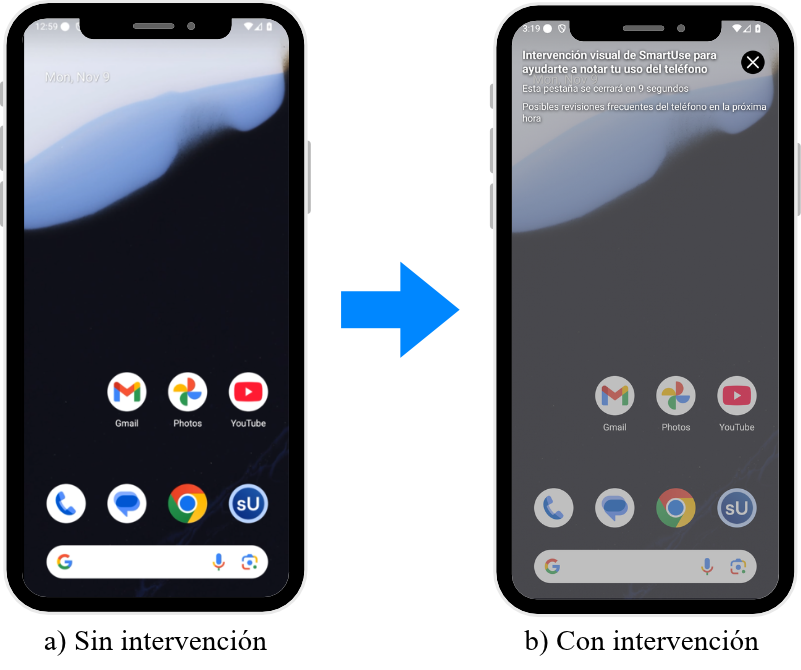 12:59
Mon, Nov 9
Gmail Photos YouTube
sU
G
a) Sin intervención
3:19
Intervención visual de SmartUse para
ayudarte a notar tu uso del teléfono
Esta pestaña se cerrará en 9 segundos
Posibles revisiones frecuentes del teléfono en la próxima
hora
Gmail Photos YouTube
sU
G
b) Con intervención